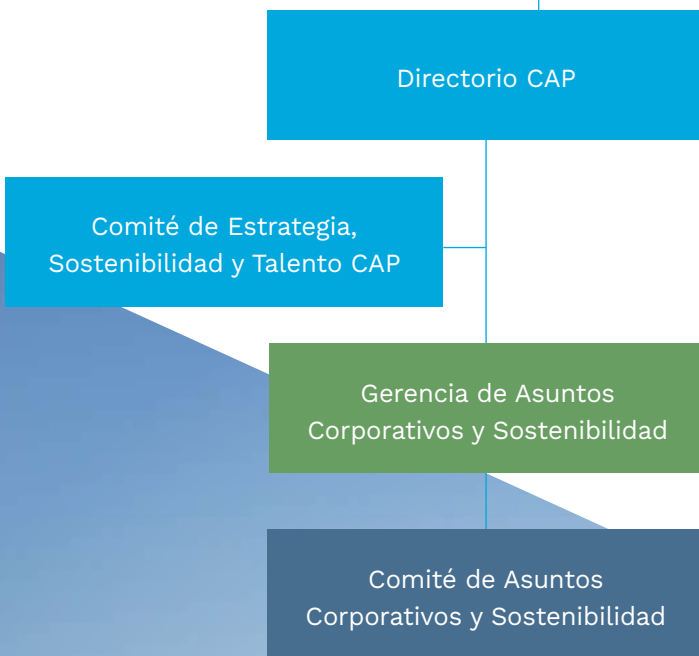 Directorio CAP
Comité de Estrategia,
Sostenibilidad y Talento CAP
Gerencia de Asuntos
Corporativos y Sostenibilidad
Comité de Asuntos
Corporativos y Sostenibilidad